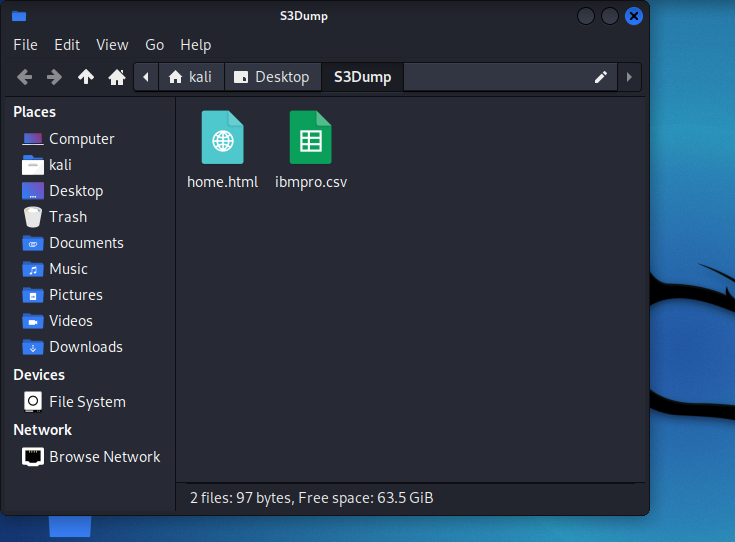 S3Dump
File Edit View Go Help
kali Desktop S3Dump
Places
Computer
kali
Desktop
Trash
Documents
Music
Pictures
Videos
Downloads
Devices
File System
Network
Browse Network
home.html ibmpro.csv
2 files: 97 bytes, Free space: 63.5 GiB